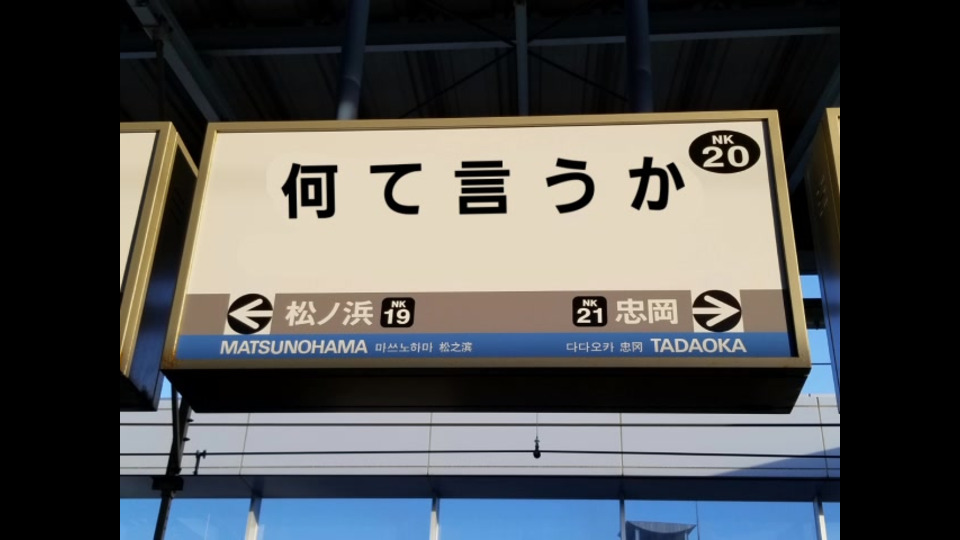 何て言うか
NK
20
松ノ浜 NK 19
NK 21 忠岡
MATSUNOHAMA 마쓰노하마 松之滨
다다오카 忠冈 TADAOKA